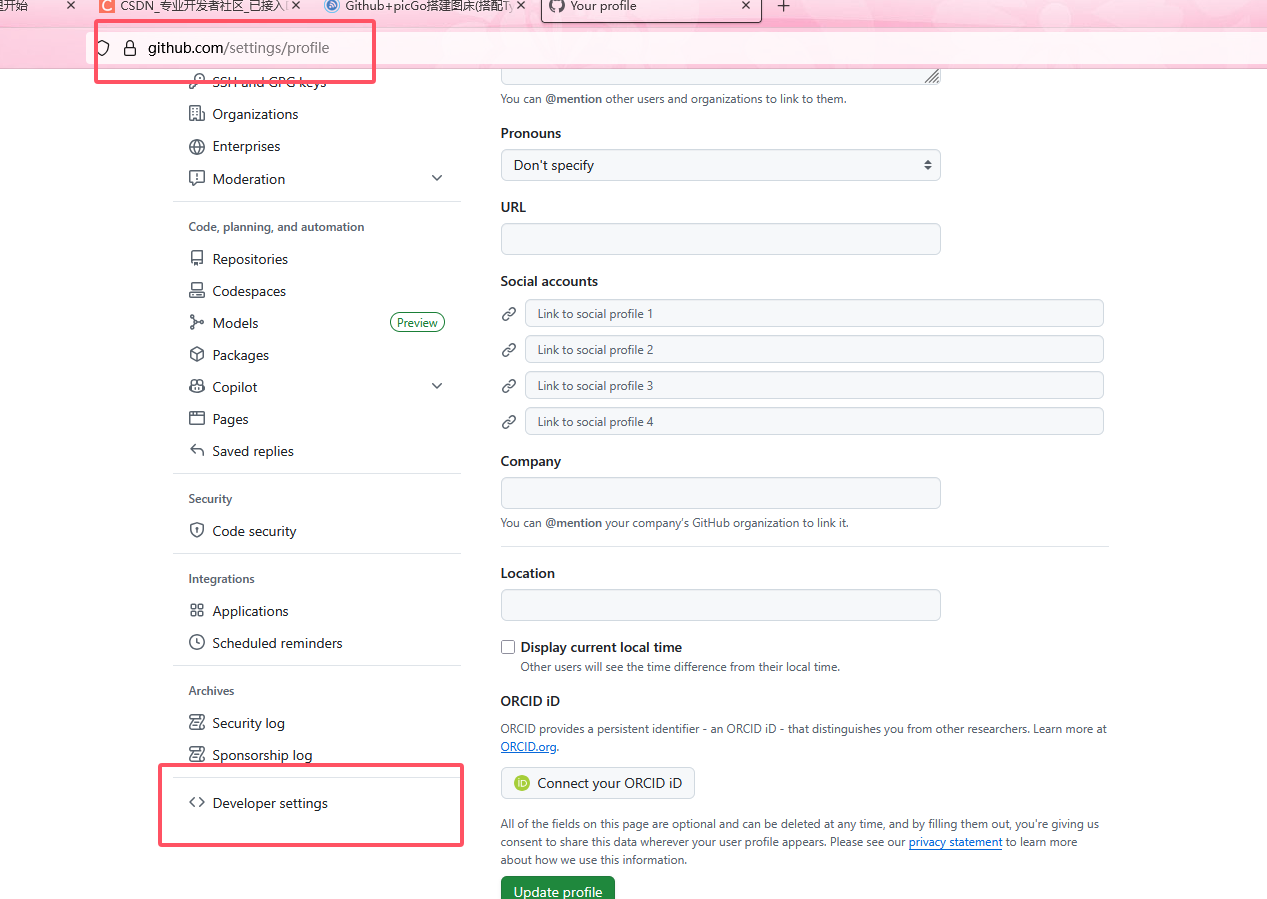 里开始
CSDN_专业开发者社区_已接入
Github+picGo搭建图床(搭配Ty
Your profile
github.com/settings/profile
SSH and GPG keys
Organizations
Enterprises
Moderation
Code, planning, and automation
Repositories
Codespaces
Models
Preview
Packages
Copilot
Pages
Saved replies
Security
Code security
Integrations
Applications
Scheduled reminders
Archives
Security log
Sponsorship log
Developer settings
You can @mention other users and organizations to link to them.
Pronouns
Don't specify
URL
Social accounts
Link to social profile 1
Link to social profile 2
Link to social profile 3
Link to social profile 4
Company
You can @mention your company's GitHub organization to link it.
Location
Display current local time
Other users will see the time difference from their local time.
ORCID iD
ORCID provides a persistent identifier - an ORCID iD - that distinguishes you from other researchers. Learn more at
ORCID.org.
iD Connect your ORCID iD
All of the fields on this page are optional and can be deleted at any time, and by filling them out, you're giving us
consent to share this data wherever your user profile appears. Please see our privacy statement to learn more
about how we use this information.
Update profile